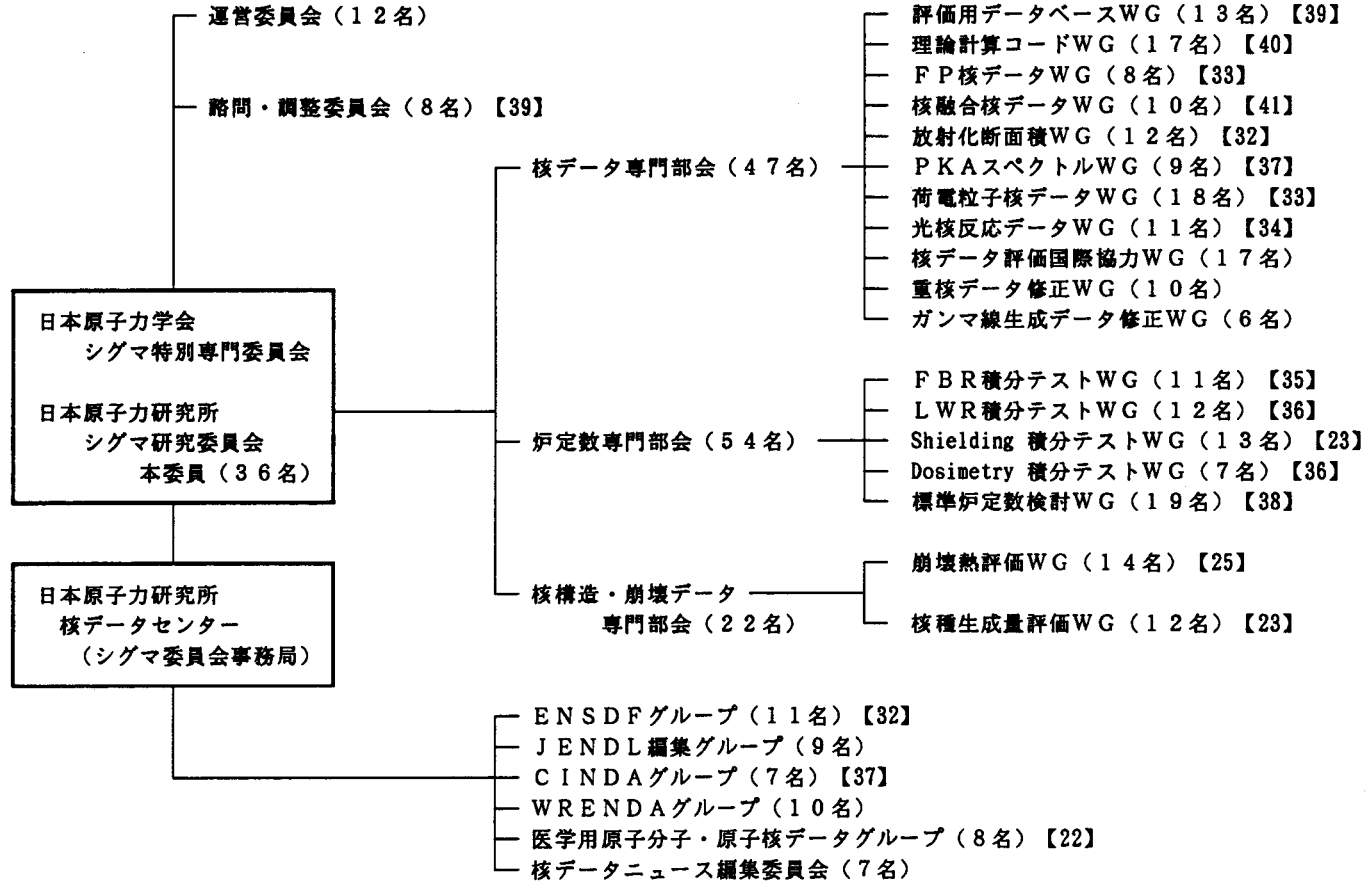 運営委員会（１２名）
諮問・調整委員会（８名）【39】
日本原子力学会
シグマ特別専門委員会
日本原子力研究所
シグマ研究委員会
本委員（３６名）
日本原子力研究所
核データセンター
（シグマ委員会事務局）
核データ専門部会（４７名）
評価用データベースＷＧ（１３名）【39】
理論計算コードＷＧ（１７名）【40】
ＦＰ核データＷＧ（８名）【33】
核融合核データＷＧ（１０名）【41】
放射化断面積ＷＧ（１２名）【32】
ＰＫＡスペクトルＷＧ（９名）【37】
荷電粒子核データＷＧ（１８名）【33】
光核反応データＷＧ（１１名）【34】
核データ評価国際協力ＷＧ（１７名）
重核データ修正ＷＧ（１０名）
ガンマ線生成データ修正ＷＧ（６名）
炉定数専門部会（５４名）
ＦＢＲ積分テストＷＧ（１１名）【35】
ＬＷＲ積分テストＷＧ（１２名）【36】
Shielding 積分テストＷＧ（１３名）【23】
Dosimetry 積分テストＷＧ（７名）【36】
標準炉定数検討ＷＧ（１９名）【38】
核構造・崩壊データ
専門部会（２２名）
崩壊熱評価ＷＧ（１４名）【25】
核種生成量評価ＷＧ（１２名）【23】
ＥＮＳＤＦグループ（１１名）【32】
ＪＥＮＤＬ編集グループ（９名）
ＣＩＮＤＡグループ（７名）【37】
ＷＲＥＮＤＡグループ（１０名）
医学用原子分子・原子核データグループ（８名）【22】
核データニュース編集委員会（７名）